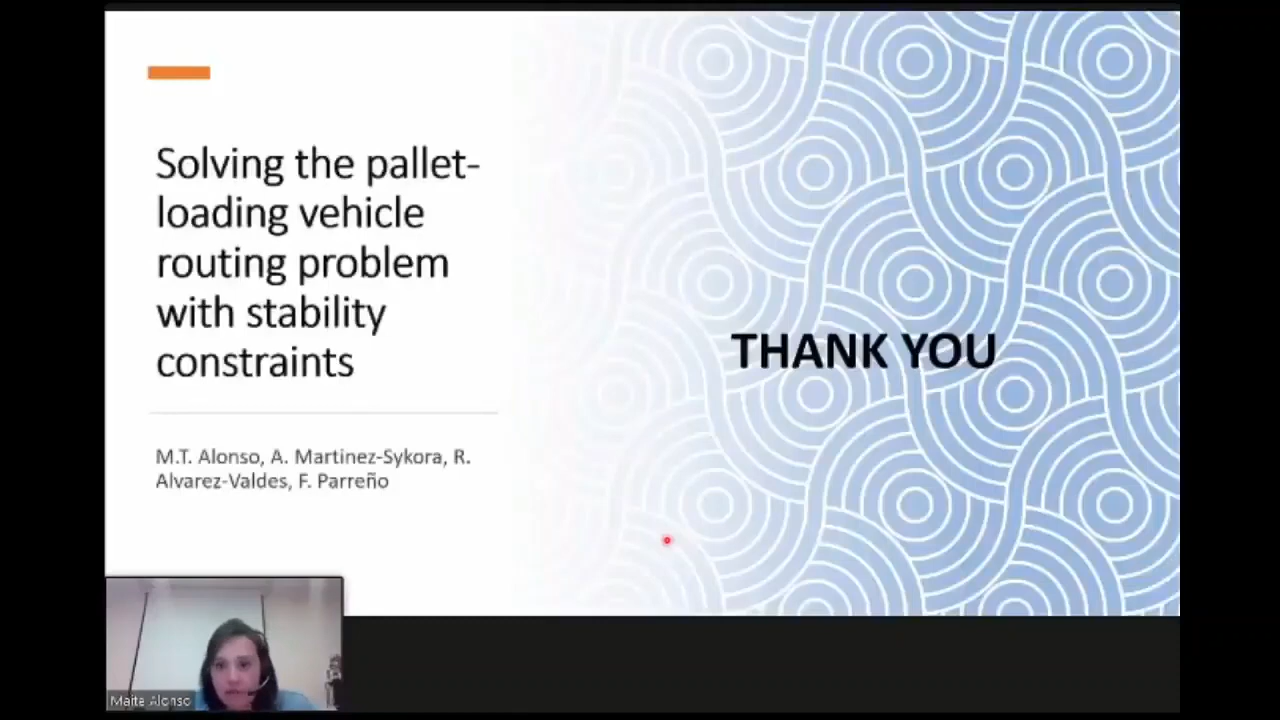 Solving the pallet-
loading vehicle
routing problem
with stability
constraints
M.T. Alonso, A. Martinez-Sykora, R.
Alvarez-Valdes, F. Parreño
THANK YOU
Maite Alonso